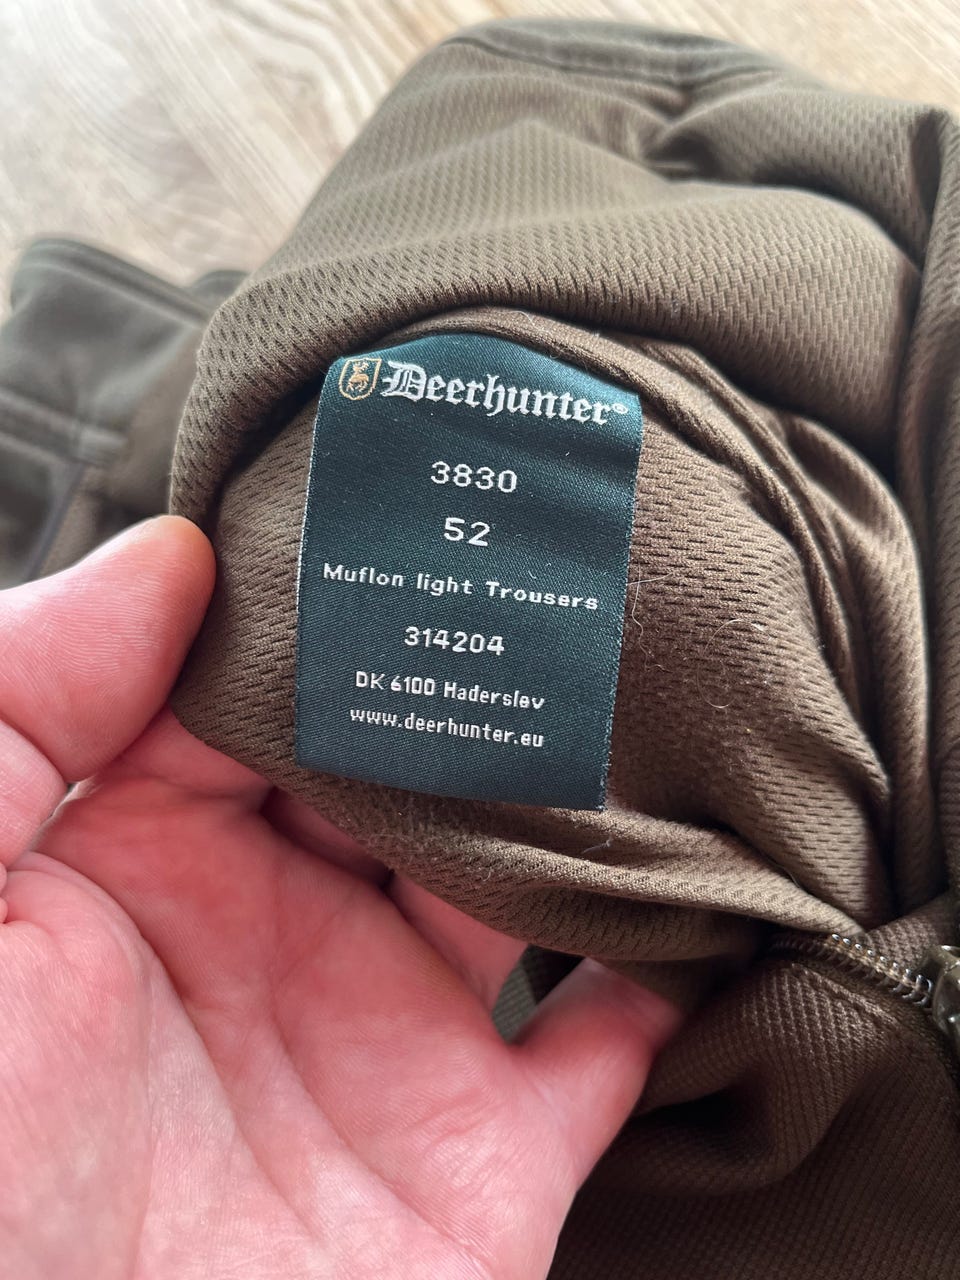 Deerhunter®
3830
52
Muflon light Trousers
314204
DK 6100 Haderslev
www.deerhunter.eu